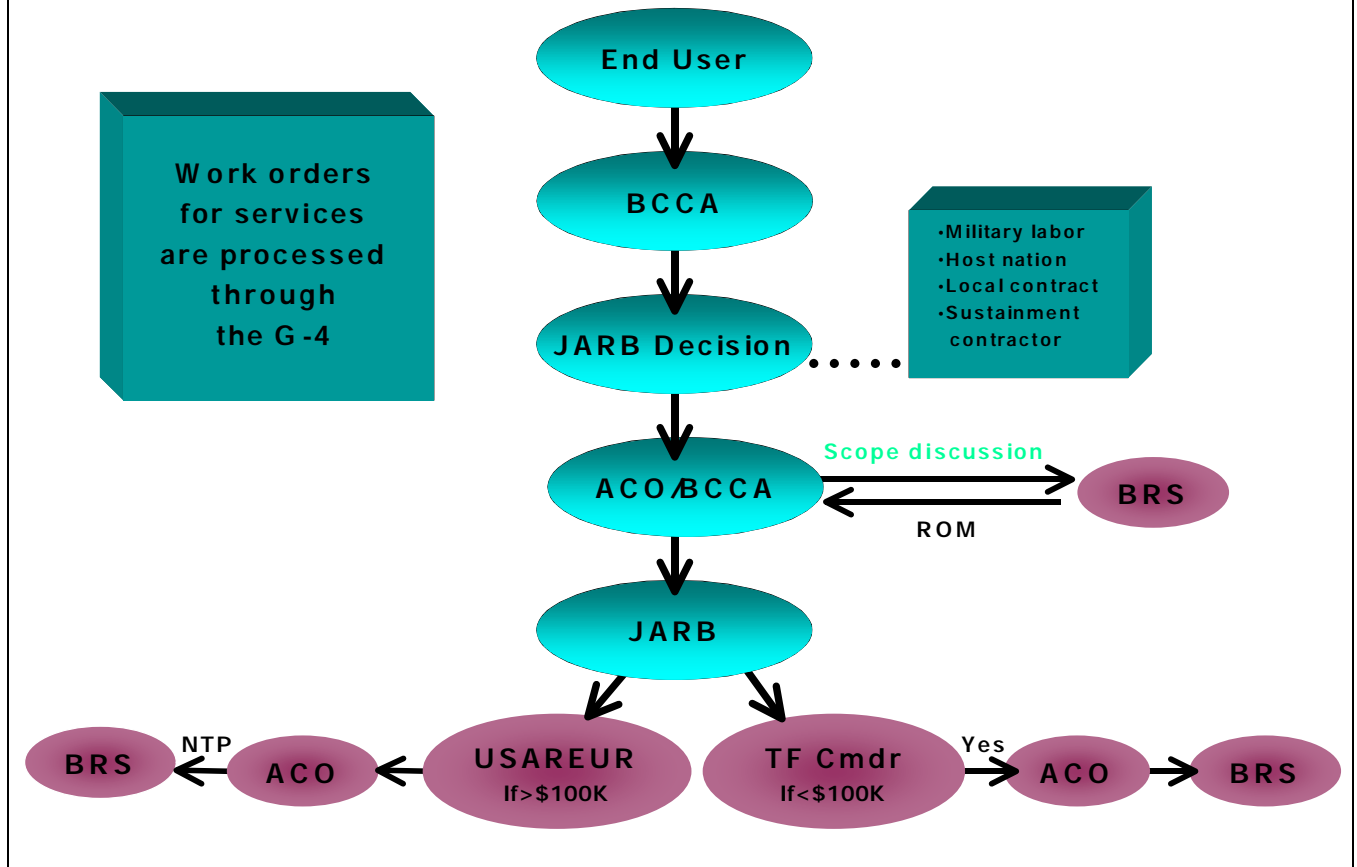 End User
Work orders
for services
are processed
through
the G-4
BCCA
•Military labor
•Host nation
•Local contract
•Sustainment
contractor
JARB Decision
Scope discussion
ACO/BCCA
BRS
ROM
JARB
BRS
NTP
ACO
USAREUR
If>$100K
TF Cmdr
If<$100K
Yes
ACO
BRS